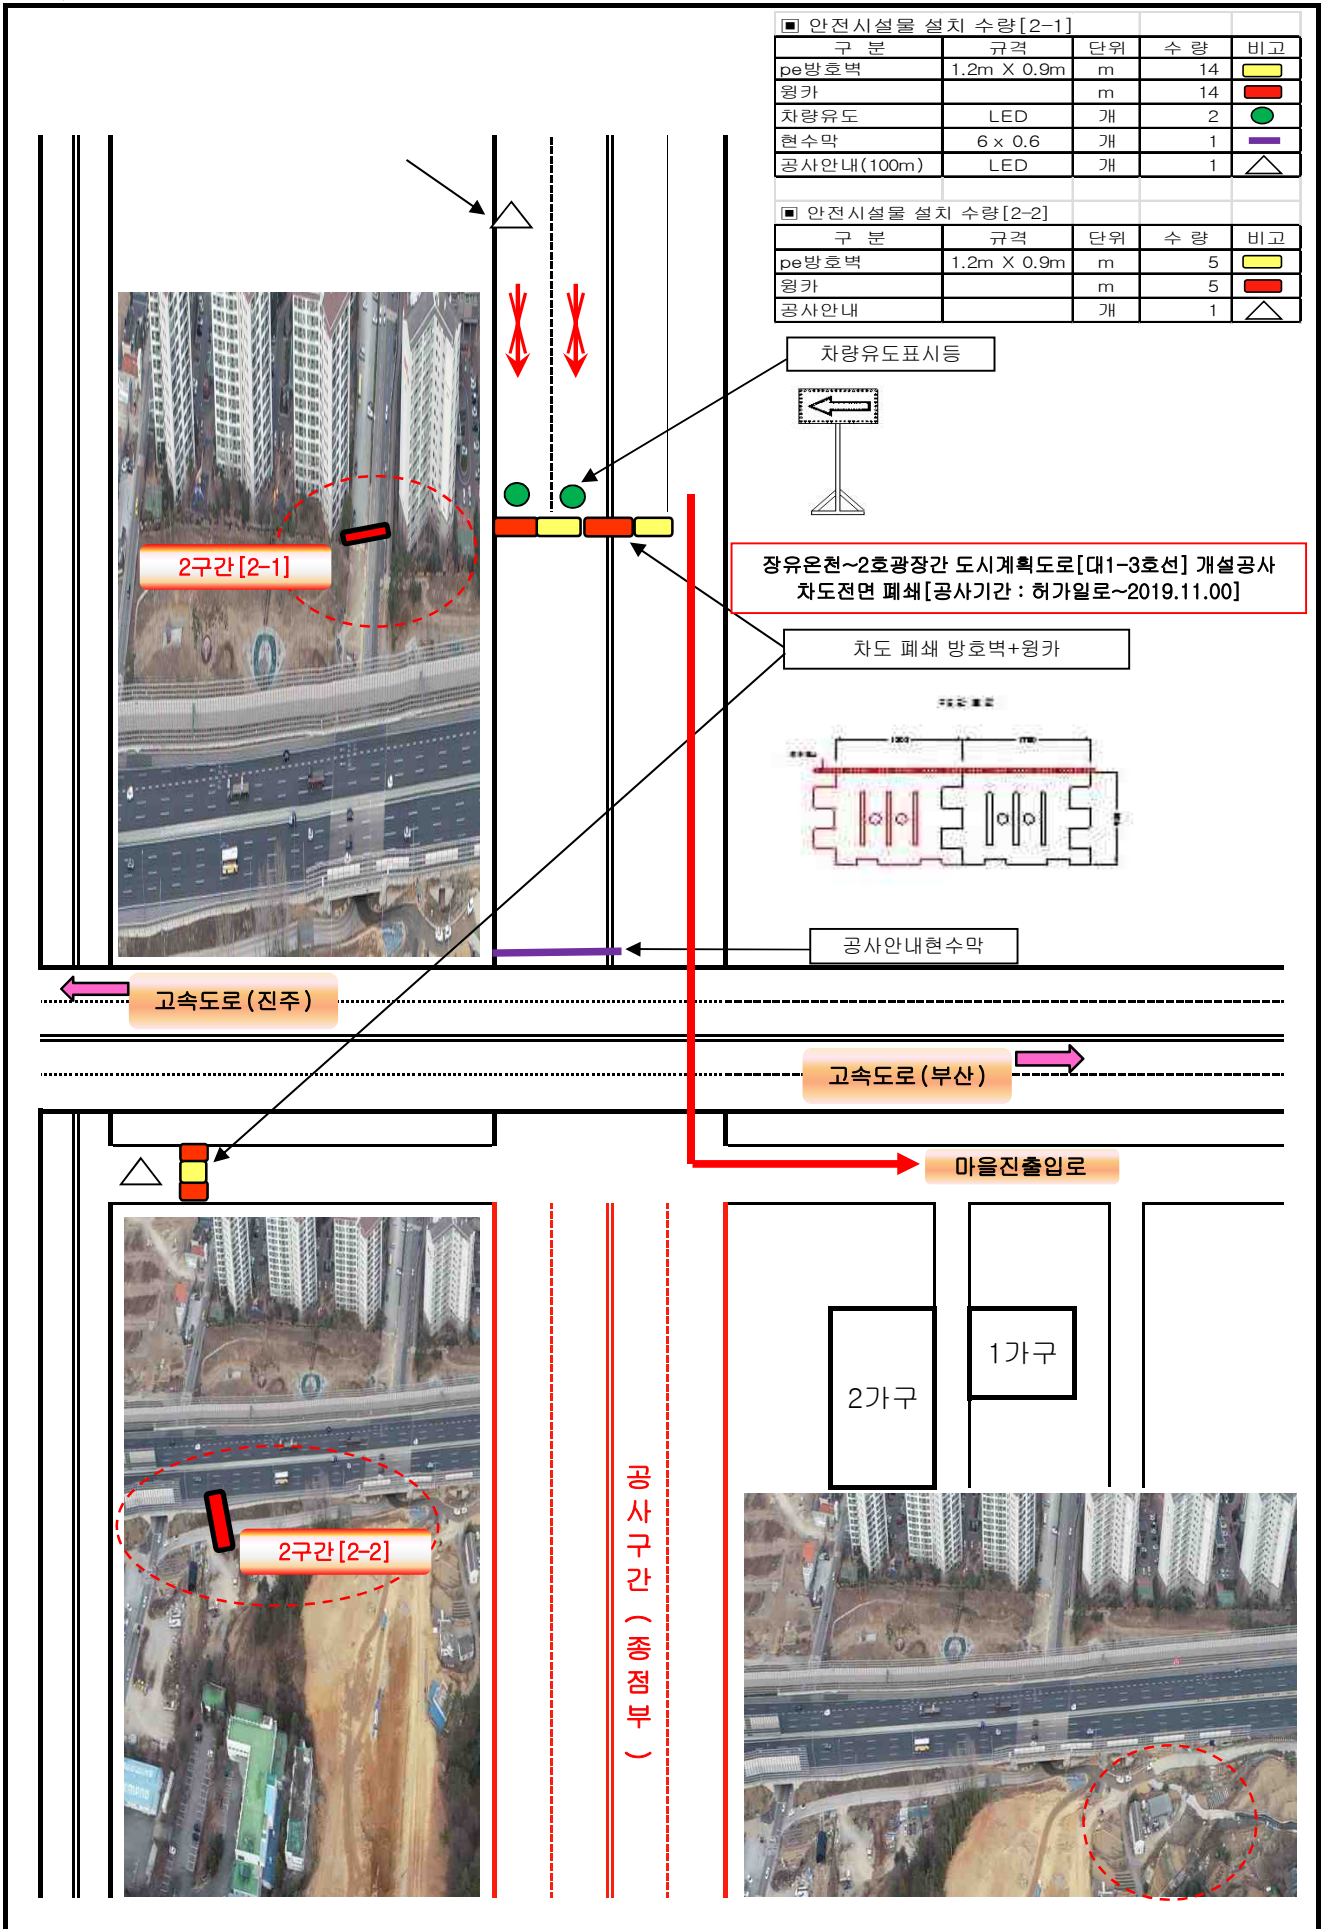 ▣ 안전시설물 설치 수량[2-1]
구 분 규격 단위 수 량 비고
pe방호벽 1.2m X 0.9m m 14
윙카 m 14
차량유도 LED 개 2
현수막 6 x 0.6 개 1
공사안내(100m) LED 개 1
▣ 안전시설물 설치 수량[2-2]
구 분 규격 단위 수 량 비고
pe방호벽 1.2m X 0.9m m 5
윙카 m 5
공사안내 개 1
차량유도표시등
2구간[2-1]
장유온천~2호광장간 도시계획도로[대1-3호선] 개설공사
차도전면 폐쇄[공사기간 : 허가일로~2019.11.00]
차도 폐쇄 방호벽+윙카
공사안내현수막
고속도로(진주)
고속도로(부산)
마을진출입로
1가구
2가구
공사구간(종점부)
2구간[2-2]